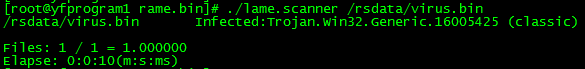 [root@yfprogram1 rame.bin]# ./lame.scanner /rsdata/virus.bin
/rsdata/virus.bin Infected:Trojan.Win32.Generic.16005425 (classic)
Files: 1 / 1 = 1.000000
Elapse: 0:0:10(m:s:ms)